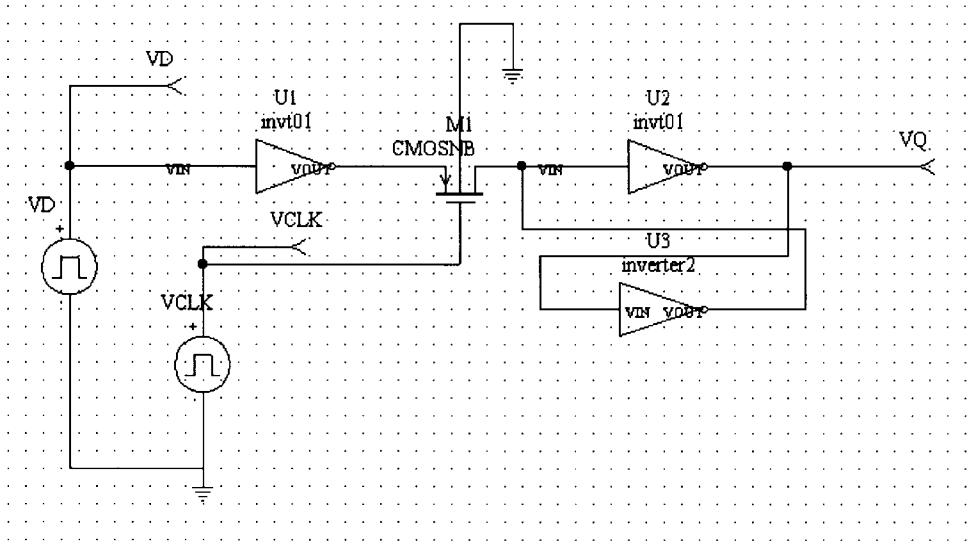 VD
U1
invt01
VIN
VOUT
M1
CMOSNB
U2
invt01
VIN
VOUT
VQ
VD
+
VCLK
U3
inverter2
VIN
VOUT
VCLK
+